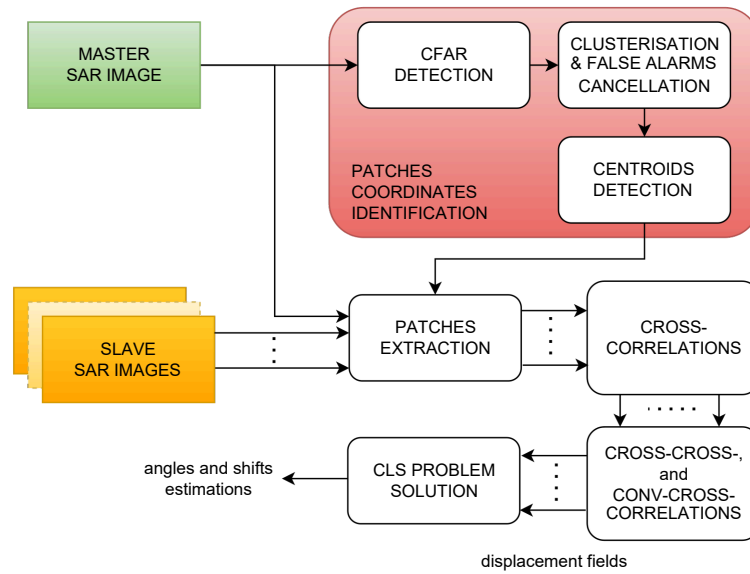 MASTER
SAR IMAGE
CFAR
DETECTION
CLUSTERISATION
& FALSE ALARMS
CANCELLATION
PATCHES
COORDINATES
IDENTIFICATION
CENTROIDS
DETECTION
SLAVE
SAR IMAGES
PATCHES
EXTRACTION
CROSS-
CORRELATIONS
angles and shifts
estimations
CLS PROBLEM
SOLUTION
CROSS-CROSS-,
and
CONV-CROSS-
CORRELATIONS
displacement fields